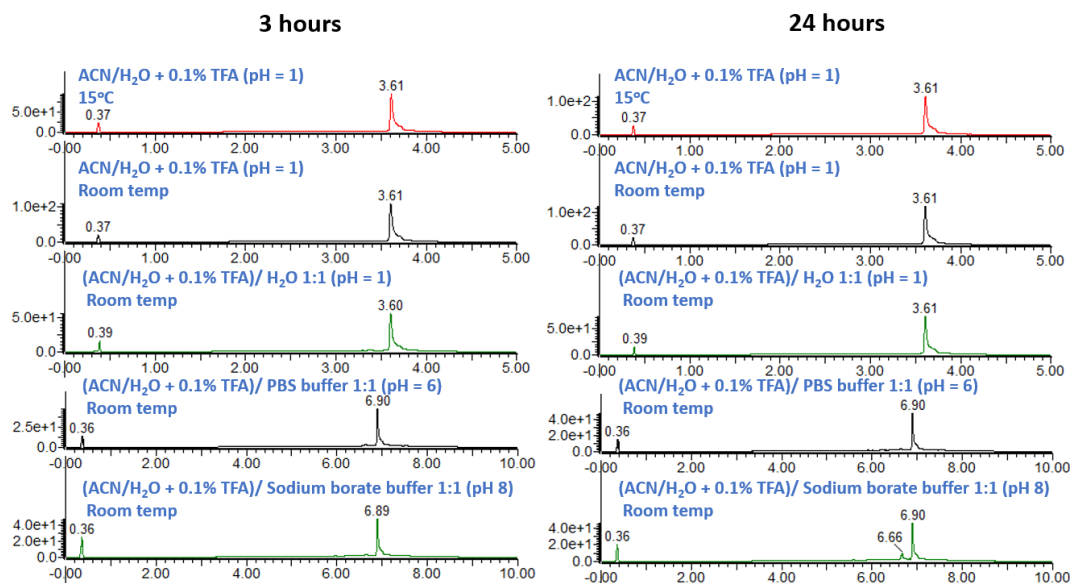 3 hours
24 hours
ACN/H₂O + 0.1% TFA (pH = 1)
15°C
3.61
0.37
5.0e+1
0.0
-0.00 1.00 2.00 3.00 4.00 5.00
ACN/H₂O + 0.1% TFA (pH = 1)
Room temp
3.61
0.37
1.0e+2
0.0
-0.00 1.00 2.00 3.00 4.00 5.00
(ACN/H₂O + 0.1% TFA)/ H₂O 1:1 (pH = 1)
Room temp
3.60
0.39
5.0e+1
0.0
-0.00 1.00 2.00 3.00 4.00 5.00
(ACN/H₂O + 0.1% TFA)/ PBS buffer 1:1 (pH = 6)
Room temp
6.90
0.36
2.5e+1
0.0
-0.00 2.00 4.00 6.00 8.00 10.00
(ACN/H₂O + 0.1% TFA)/ Sodium borate buffer 1:1 (pH 8)
Room temp
6.89
0.36
4.0e+1
2.0e+1
0.0
-0.00 2.00 4.00 6.00 8.00 10.00
ACN/H₂O + 0.1% TFA (pH = 1)
15°C
3.61
0.37
1.0e+2
0.0
-0.00 1.00 2.00 3.00 4.00 5.00
ACN/H₂O + 0.1% TFA (pH = 1)
Room temp
3.61
0.37
1.0e+2
0.0
-0.00 1.00 2.00 3.00 4.00 5.00
(ACN/H₂O + 0.1% TFA)/ H₂O 1:1 (pH = 1)
Room temp
3.61
0.39
5.0e+1
0.0
-0.00 1.00 2.00 3.00 4.00 5.00
(ACN/H₂O + 0.1% TFA)/ PBS buffer 1:1 (pH = 6)
Room temp
6.90
0.36
4.0e+1
2.0e+1
0.0
-0.00 2.00 4.00 6.00 8.00 10.00
(ACN/H₂O + 0.1% TFA)/ Sodium borate buffer 1:1 (pH 8)
Room temp
6.90
6.66
0.36
4.0e+1
2.0e+1
0.0
-0.00 2.00 4.00 6.00 8.00 10.00